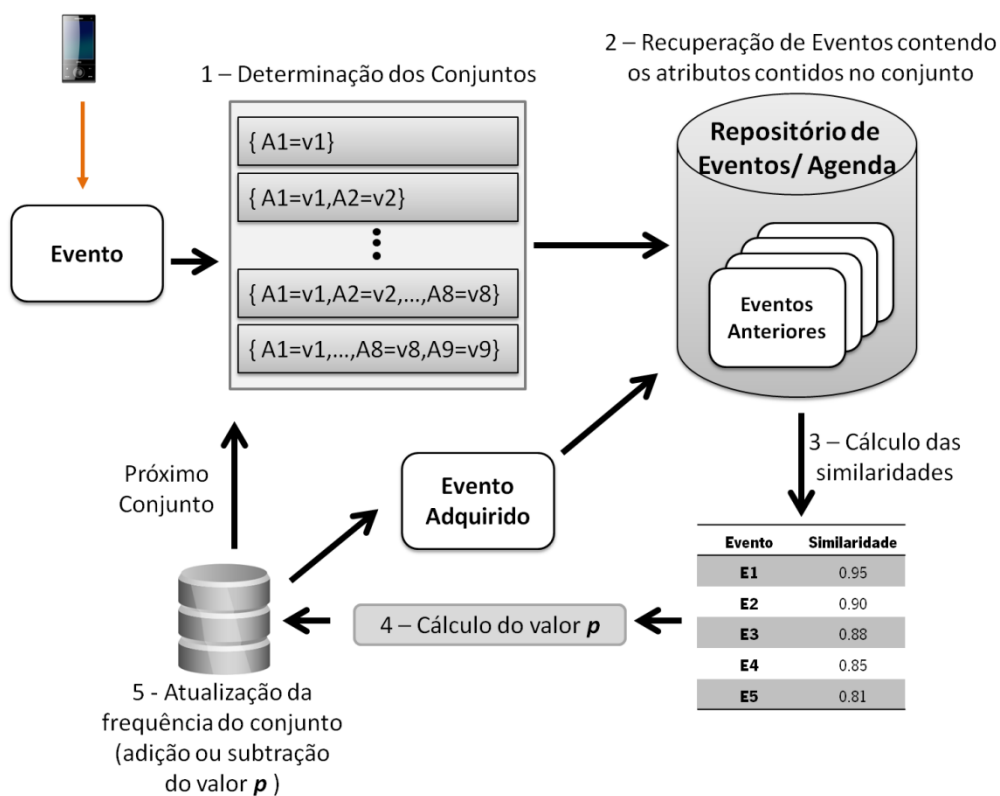 1 – Determinação dos Conjuntos
2 – Recuperação de Eventos contendo
os atributos contidos no conjunto
Evento
{ A1=v1}
{ A1=v1,A2=v2}
{ A1=v1,A2=v2,...,A8=v8}
{ A1=v1,...,A8=v8,A9=v9}
Repositório de
Eventos/ Agenda
Eventos
Anteriores
3 – Cálculo das
similaridades
Evento Similaridade
E1 0.95
E2 0.90
E3 0.88
E4 0.85
E5 0.81
4 – Cálculo do valor p
5 - Atualização da
frequência do conjunto
(adição ou subtração
do valor p )
Próximo
Conjunto
Evento
Adquirido